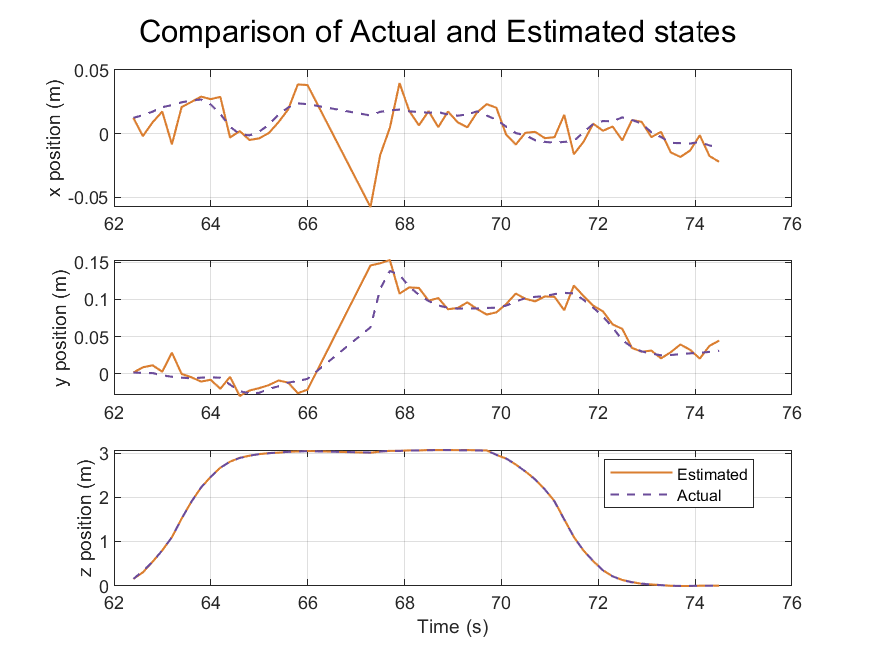 Comparison of Actual and Estimated states
0.05
0
-0.05
x position (m)
62 64 66 68 70 72 74 76
0.15
0.1
0.05
0
y position (m)
62 64 66 68 70 72 74 76
3
2
1
0
z position (m)
Estimated
Actual
62 64 66 68 70 72 74 76
Time (s)